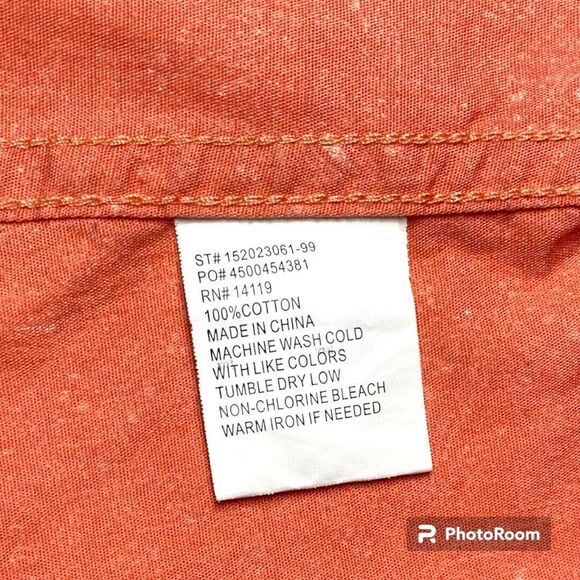 ST# 152023061-99
PO# 4500454381
RN# 14119
100%COTTON
MADE IN CHINA
MACHINE WASH COLD
WITH LIKE COLORS
TUMBLE DRY LOW
NON-CHLORINE BLEACH
WARM IRON IF NEEDED
PhotoRoom